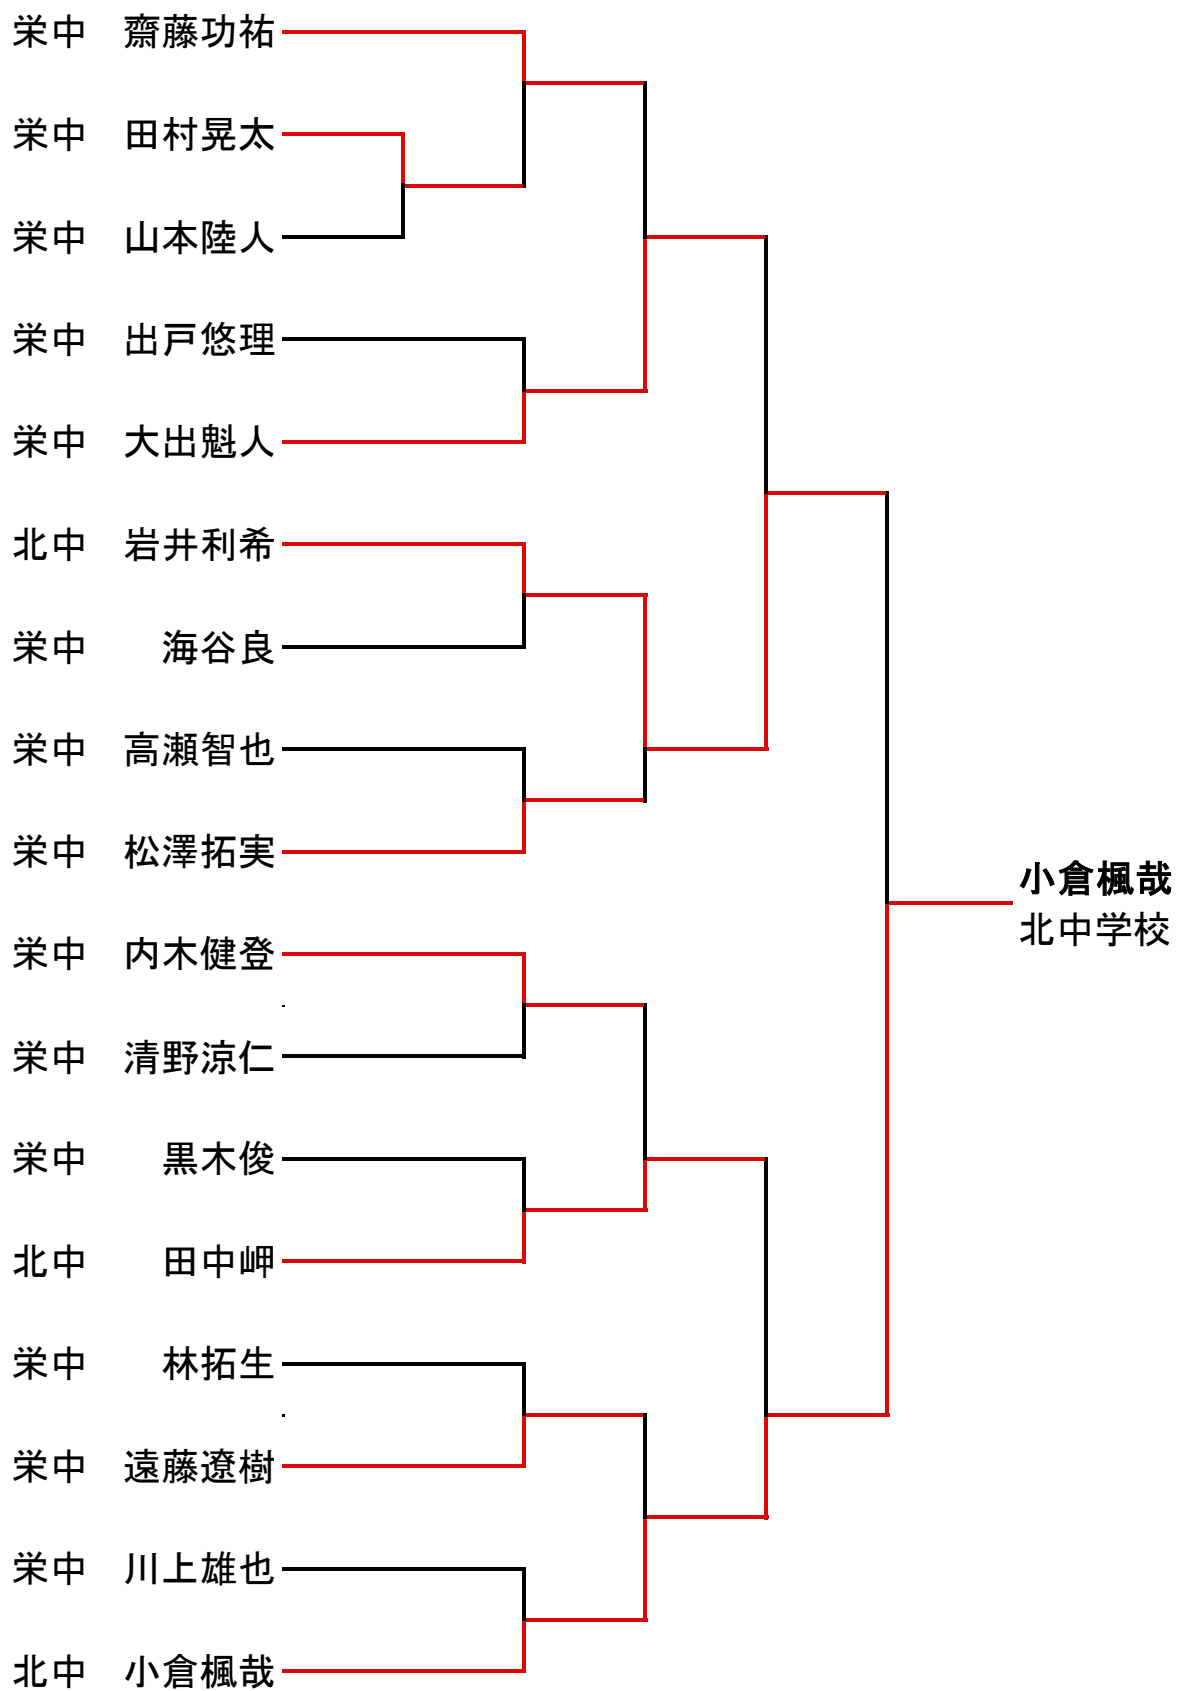 栄中　齋藤功祐
栄中　田村晃太
栄中　山本陸人
栄中　出戸悠理
栄中　大出魁人
北中　岩井利希
栄中　海谷良
栄中　高瀬智也
栄中　松澤拓実
小倉楓哉
北中学校
栄中　内木健登
栄中　清野涼仁
栄中　黒木俊
北中　田中岬
栄中　林拓生
栄中　遠藤遼樹
栄中　川上雄也
北中　小倉楓哉